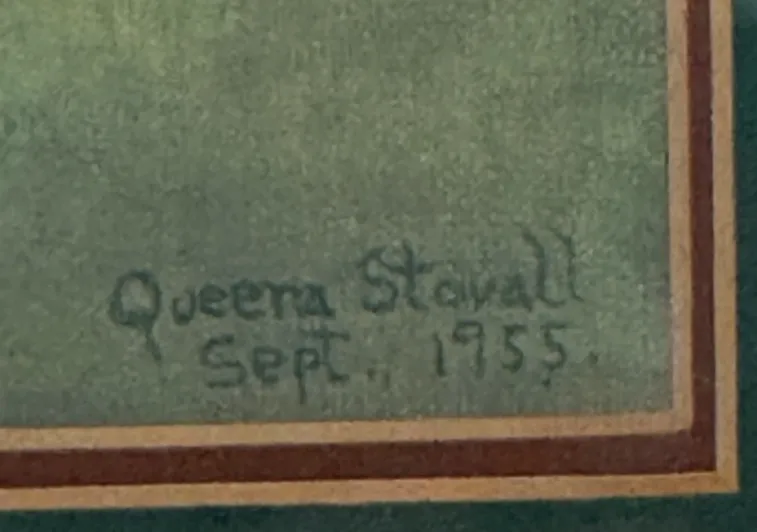 Queena Stovall
Sept., 1955.